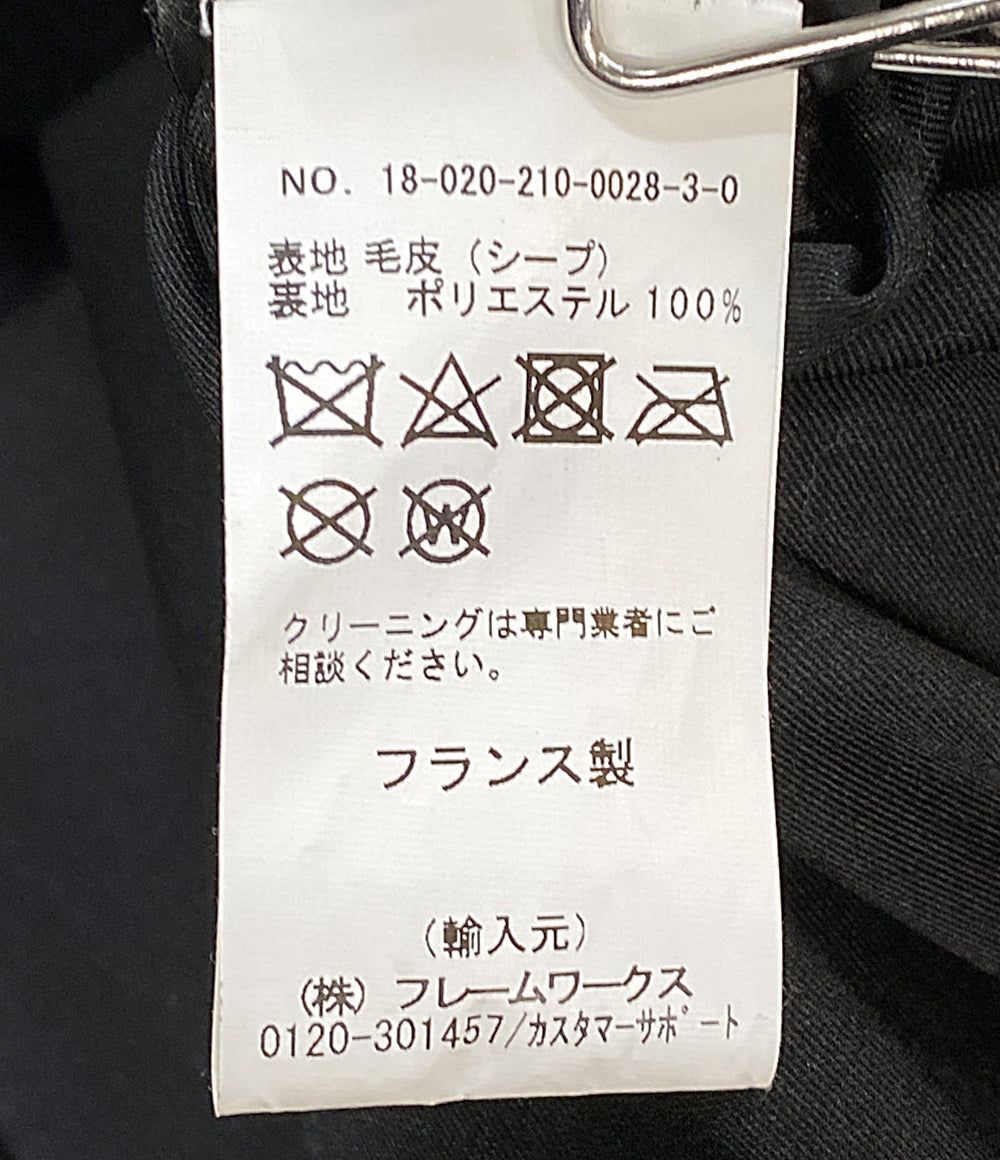 NO. 18-020-210-0028-3-0
表地 毛皮（シープ）
裏地 ポリエステル 100%
W
クリーニングは専門業者にご
相談ください。
フランス製
（輸入元）
（株）フレームワークス
0120-301457/ｶｽﾀﾏｰｻﾎﾟｰﾄ